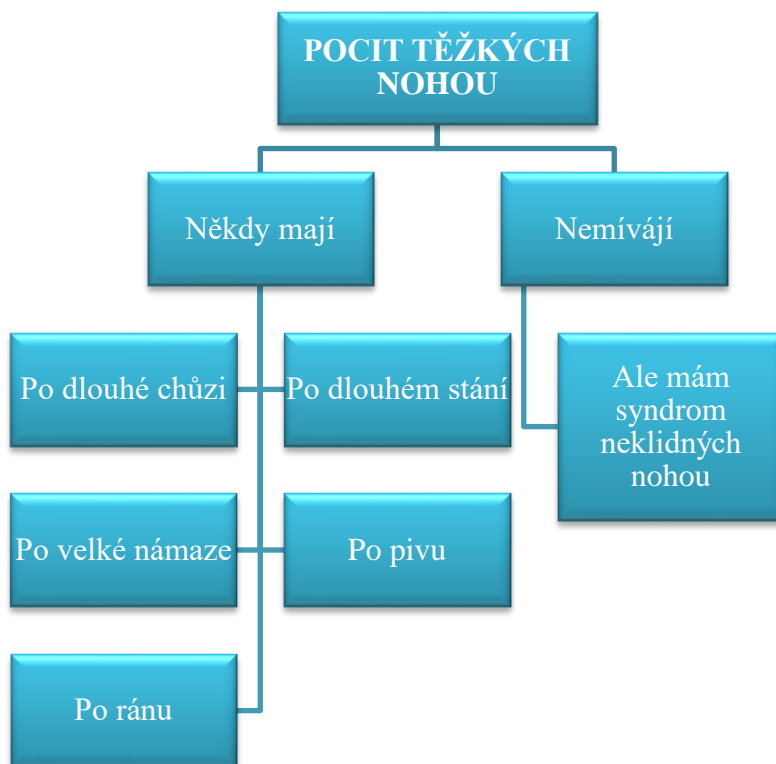 POCIT TĚŽKÝCH
NOHOU
Někdy mají
Nemívájí
Po dlouhé chůzi
Po dlouhém stání
Ale mám
syndrom
neklidných
nohou
Po velké námaze
Po pivu
Po ránu